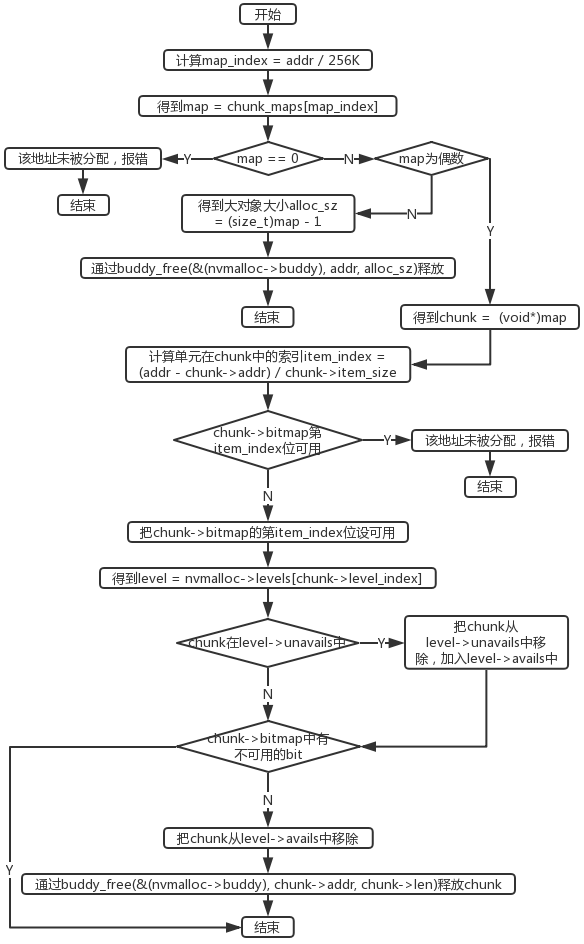 开始
计算map_index = addr / 256K
得到map = chunk_maps[map_index]
map == 0
Y
该地址未被分配，报错
结束
N
map为偶数
N
得到大对象大小alloc_sz
= (size_t)map - 1
通过buddy_free(&(nvmalloc->buddy), addr, alloc_sz)释放
结束
Y
得到chunk = (void*)map
计算单元在chunk中的索引item_index =
(addr - chunk->addr) / chunk->item_size
chunk->bitmap第
item_index位可用
Y
该地址未被分配，报错
结束
N
把chunk->bitmap的第item_index位设可用
得到level = nvmalloc->levels[chunk->level_index]
chunk在level->unavails中
Y
把chunk从
level->unavails中移
除，加入level->avails中
N
chunk->bitmap中有
不可用的bit
Y
N
把chunk从level->avails中移除
通过buddy_free(&(nvmalloc->buddy), chunk->addr, chunk->len)释放chunk
结束